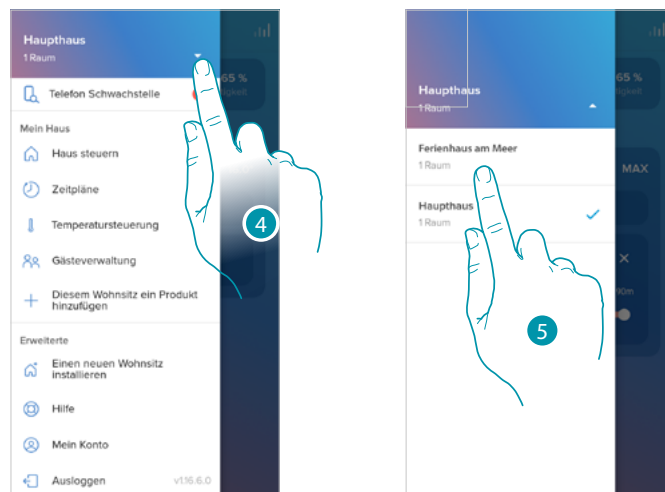 Haupthaus
1 Raum
65 %
Telefon Schwachstelle
Mein Haus
Haus steuern
Zeitpläne
Temperatursteuerung
Gästeverwaltung
Diesem Wohnsitz ein Produkt
hinzufügen
Erweiterte
Einen neuen Wohnsitz
installieren
Hilfe
Mein Konto
Ausloggen v1.16.6.0
4
Haupthaus
1 Raum
65 %
Ferienhaus am Meer
1 Raum
MAX
Haupthaus
1 Raum
5